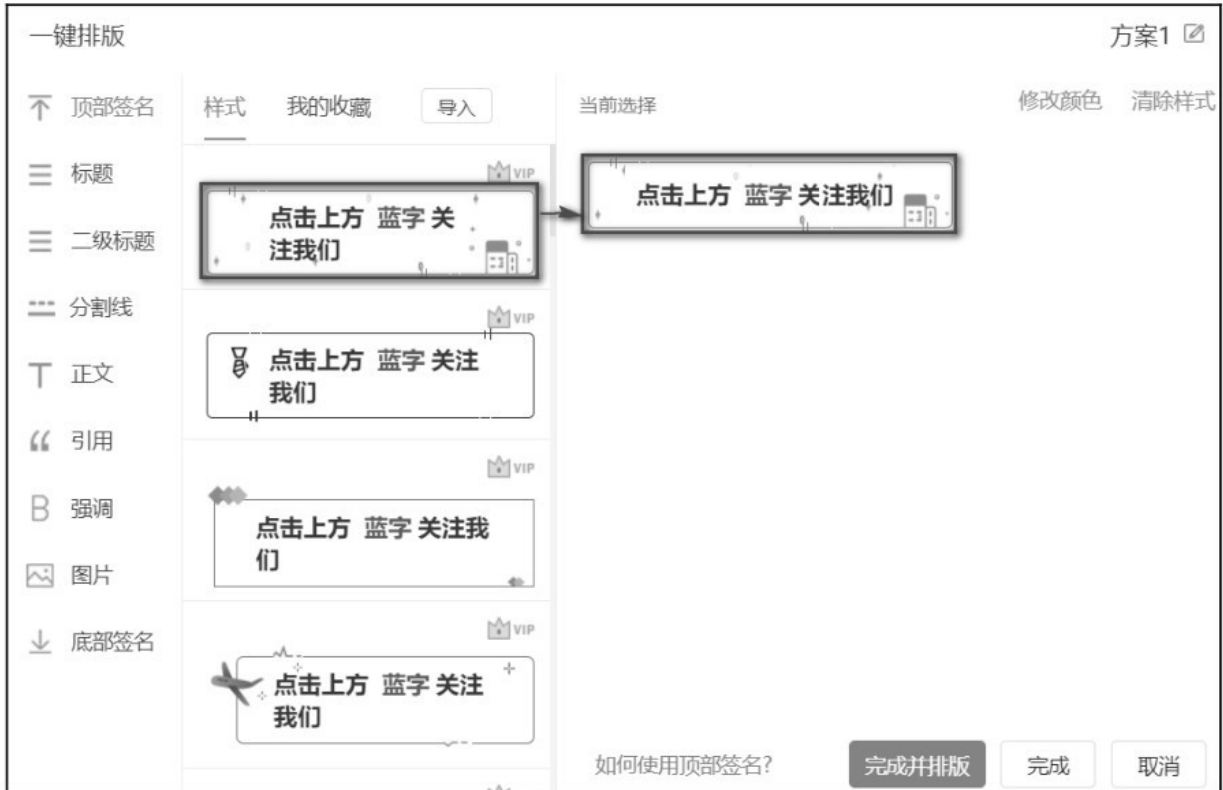 一键排版
方案1
顶部签名
标题
二级标题
分割线
正文
引用
强调
图片
底部签名
样式
我的收藏
导入
VIP
点击上方 蓝字 关
注我们
VIP
点击上方 蓝字 关注
我们
VIP
点击上方 蓝字 关注我
们
VIP
点击上方 蓝字 关注
我们
当前选择
修改颜色
清除样式
点击上方 蓝字 关注我们
如何使用顶部签名?
完成并排版
完成
取消